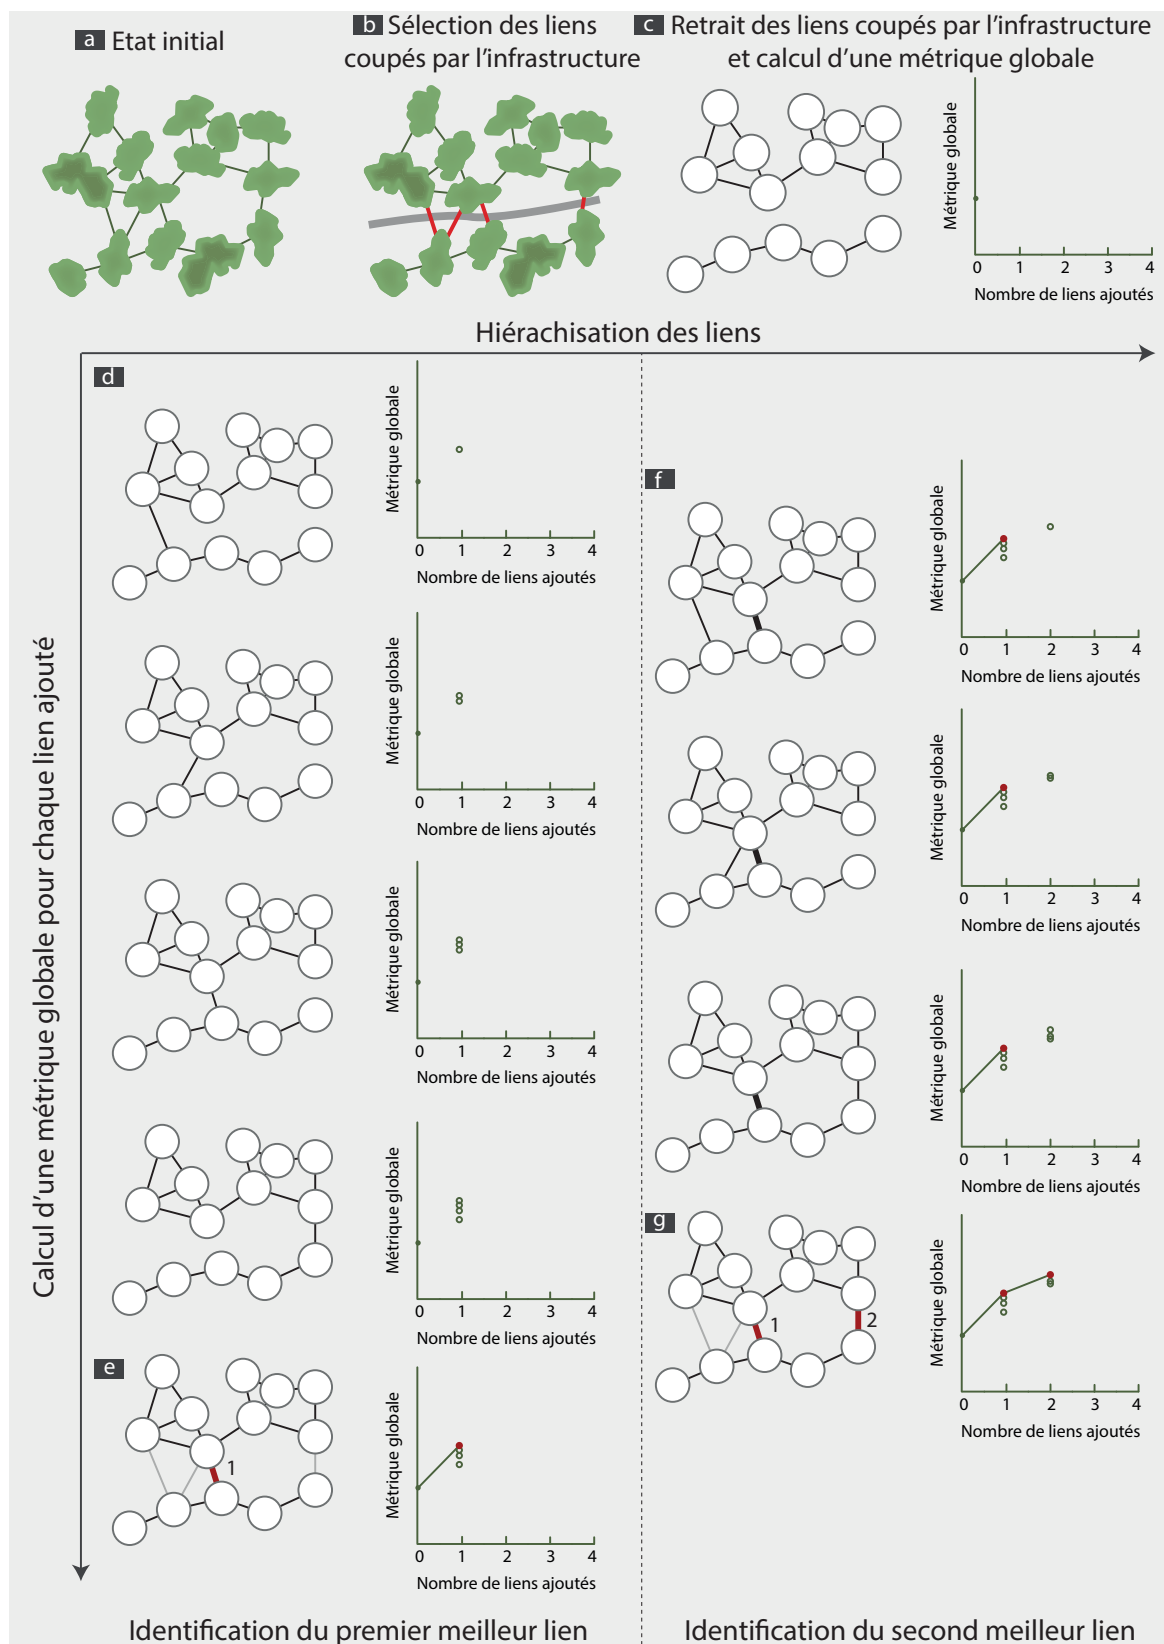 a Etat initial
b Sélection des liens
coupés par l'infrastructure
c Retrait des liens coupés par l'infrastructure
et calcul d'une métrique globale
Métrique globale
0 1 2 3 4
Nombre de liens ajoutés
Hiérachisation des liens
Calcul d'une métrique globale pour chaque lien ajouté
d
Métrique globale
0 1 2 3 4
Nombre de liens ajoutés
Métrique globale
0 1 2 3 4
Nombre de liens ajoutés
Métrique globale
0 1 2 3 4
Nombre de liens ajoutés
Métrique globale
0 1 2 3 4
Nombre de liens ajoutés
e
1
Métrique globale
0 1 2 3 4
Nombre de liens ajoutés
Identification du premier meilleur lien
f
Métrique globale
0 1 2 3 4
Nombre de liens ajoutés
Métrique globale
0 1 2 3 4
Nombre de liens ajoutés
Métrique globale
0 1 2 3 4
Nombre de liens ajoutés
g
1
2
Métrique globale
0 1 2 3 4
Nombre de liens ajoutés
Identification du second meilleur lien